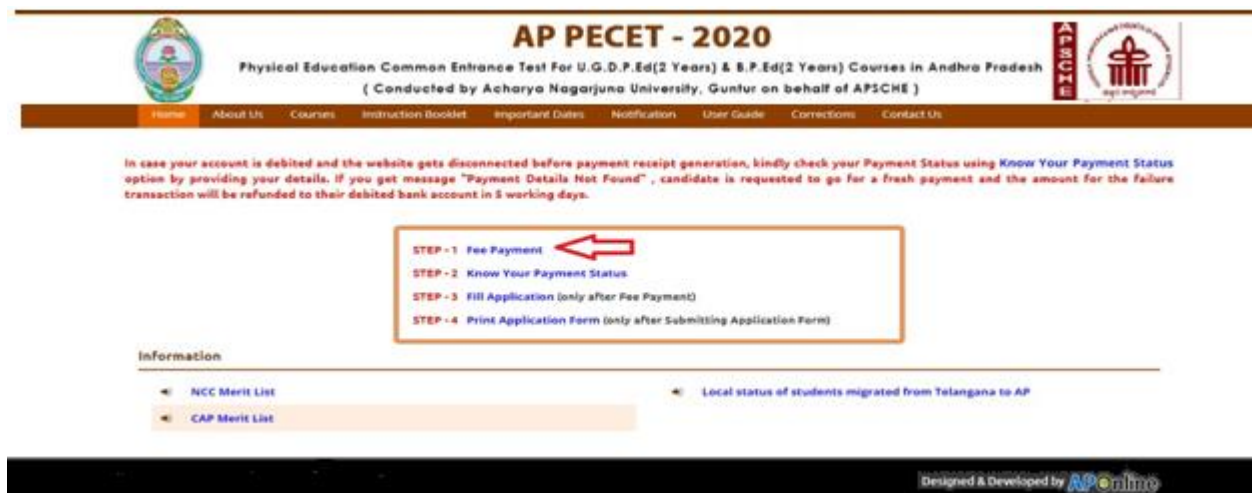 AP PECET - 2020
Physical Education Common Entrance Test For U.G.D.P.Ed(2 Years) & B.P.Ed(2 Years) Courses in Andhra Pradesh
( Conducted by Acharya Nagarjuna University, Guntur on behalf of APSCHE )
APSCHE
Home About Us Courses Instruction Booklet Important Dates Notification User Guide Corrections Contact Us
In case your account is debited and the website gets disconnected before payment receipt generation, kindly check your Payment Status using Know Your Payment Status
option by providing your details. If you get message "Payment Details Not Found" , candidate is requested to go for a fresh payment and the amount for the failure
transaction will be refunded to their debited bank account in 5 working days.
STEP - 1 Fee Payment
STEP - 2 Know Your Payment Status
STEP - 3 Fill Application (only after Fee Payment)
STEP - 4 Print Application Form (only after Submitting Application Form)
Information
NCC Merit List
Local status of students migrated from Telangana to AP
CAP Merit List
Designed & Developed by APOnline